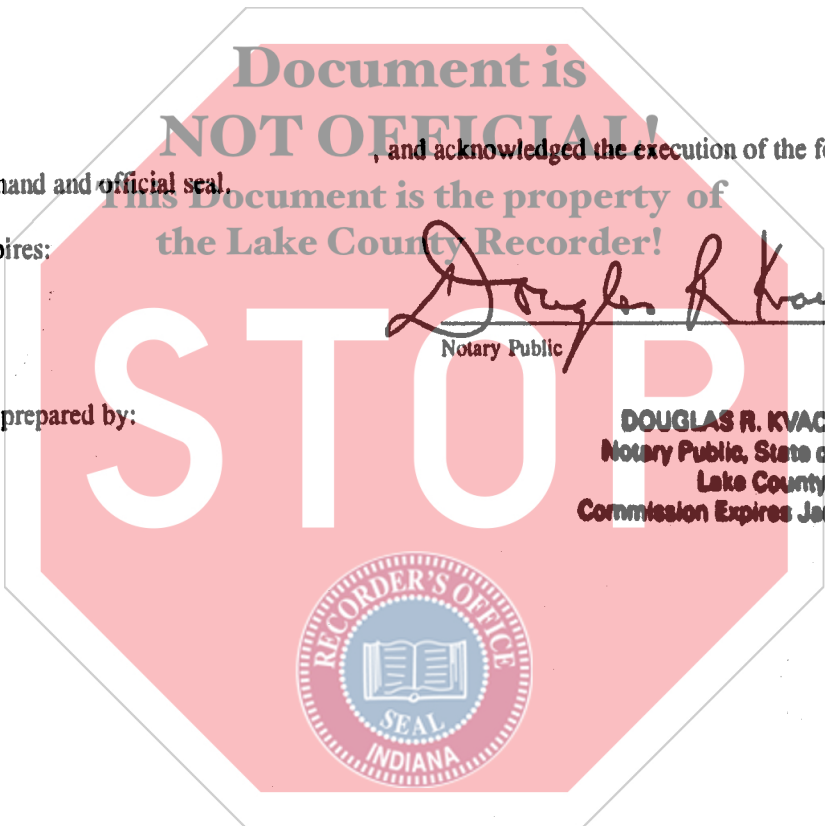 Document is
NOT OFFICIAL!
, and acknowledged the execution of the
hand and official seal.
This Document is the property of
the Lake County Recorder!
pires:
Douglas R
Notary Public
STOP
prepared by:
DOUGLAS R. KVAC
Notary Public, State
Lake County
Commission Expires Ja
RECORDER'S OFFICE
SEAL
INDIANA